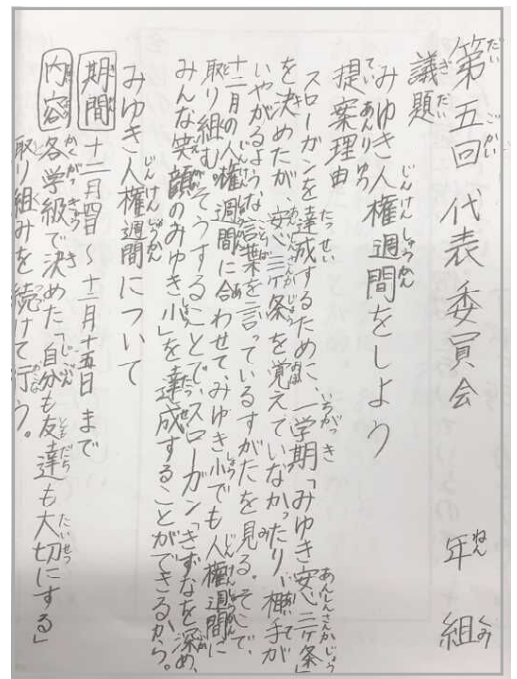 第五回 代表委員会 年 組
議題
みゆき人権週間をしよう
提案理由
スローガンを達成するために、一学期「みゆき安心三ヶ条」
を決めたが、安心三ヶ条を覚えていなかったり、相手が
いやがるような言葉を言っているすがたを見る。そこで、
十二月の人権週間に合わせて、みゆき小でも人権週間に
取り組む。そうすることで、スローガン「きずなを深め、
みんな笑顔のみゆき小」を達成することができるから。
みゆき人権週間について
期間 十二月四日～十二月十五日まで
内容 各学級で決めた「自分も友達も大切にする」
取り組みを続けて行う。